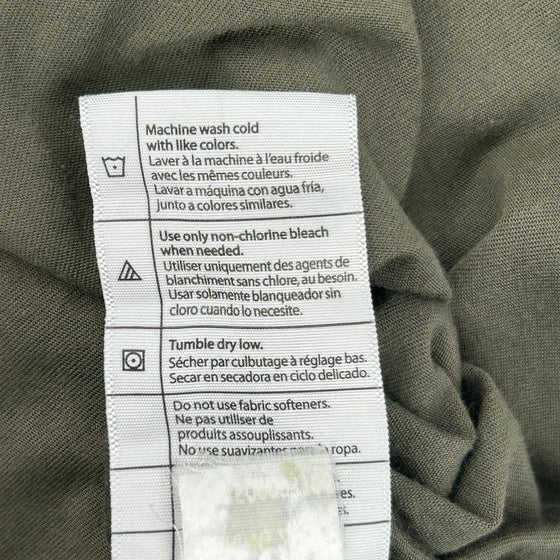 Machine wash cold
with like colors.
Laver à la machine à l'eau froide
avec les mêmes couleurs.
Lavar a máquina con agua fría,
junto a colores similares.
Use only non-chlorine bleach
when needed.
Utiliser uniquement des agents de
blanchiment sans chlore, au besoin.
Usar solamente blanqueador sin
cloro cuando lo necesite.
Tumble dry low.
Sécher par culbutage à réglage bas.
Secar en secadora en ciclo delicado.
Do not use fabric softeners.
Ne pas utiliser de
produits assouplissants.
No use suavizantes para la ropa.